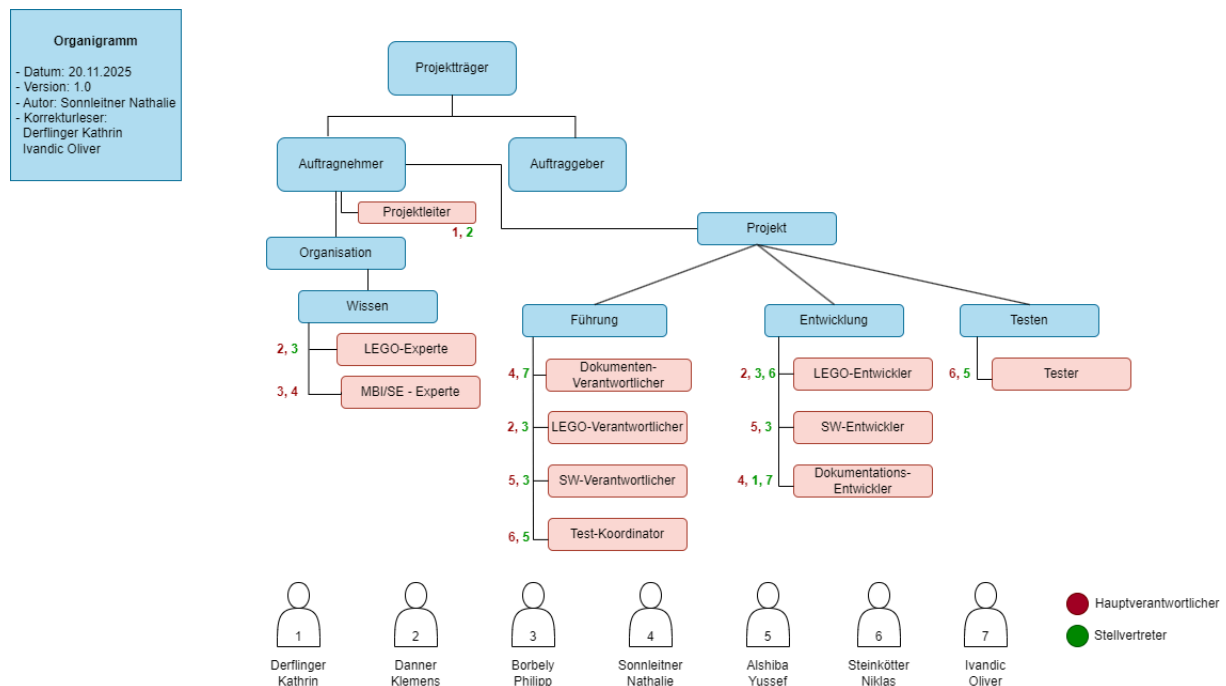 Organigramm
- Datum: 20.11.2025
- Version: 1.0
- Autor: Sonnleitner Nathalie
- Korrekturleser:
Derflinger Kathrin
Ivandic Oliver
Projektträger
Auftragnehmer
Auftraggeber
Projektleiter
1, 2
Projekt
Organisation
Wissen
2, 3
LEGO-Experte
3, 4
MBI/SE - Experte
Führung
4, 7
Dokumenten-
Verantwortlicher
2, 3
LEGO-Verantwortlicher
5, 3
SW-Verantwortlicher
6, 5
Test-Koordinator
Entwicklung
2, 3, 6
LEGO-Entwickler
5, 3
SW-Entwickler
4, 1, 7
Dokumentations-
Entwickler
Testen
6, 5
Tester
1
Derflinger
Kathrin
2
Danner
Klemens
3
Borbely
Philipp
4
Sonnleitner
Nathalie
5
Alshiba
Yussef
6
Steinkötter
Niklas
7
Ivandic
Oliver
Hauptverantwortlicher
Stellvertreter